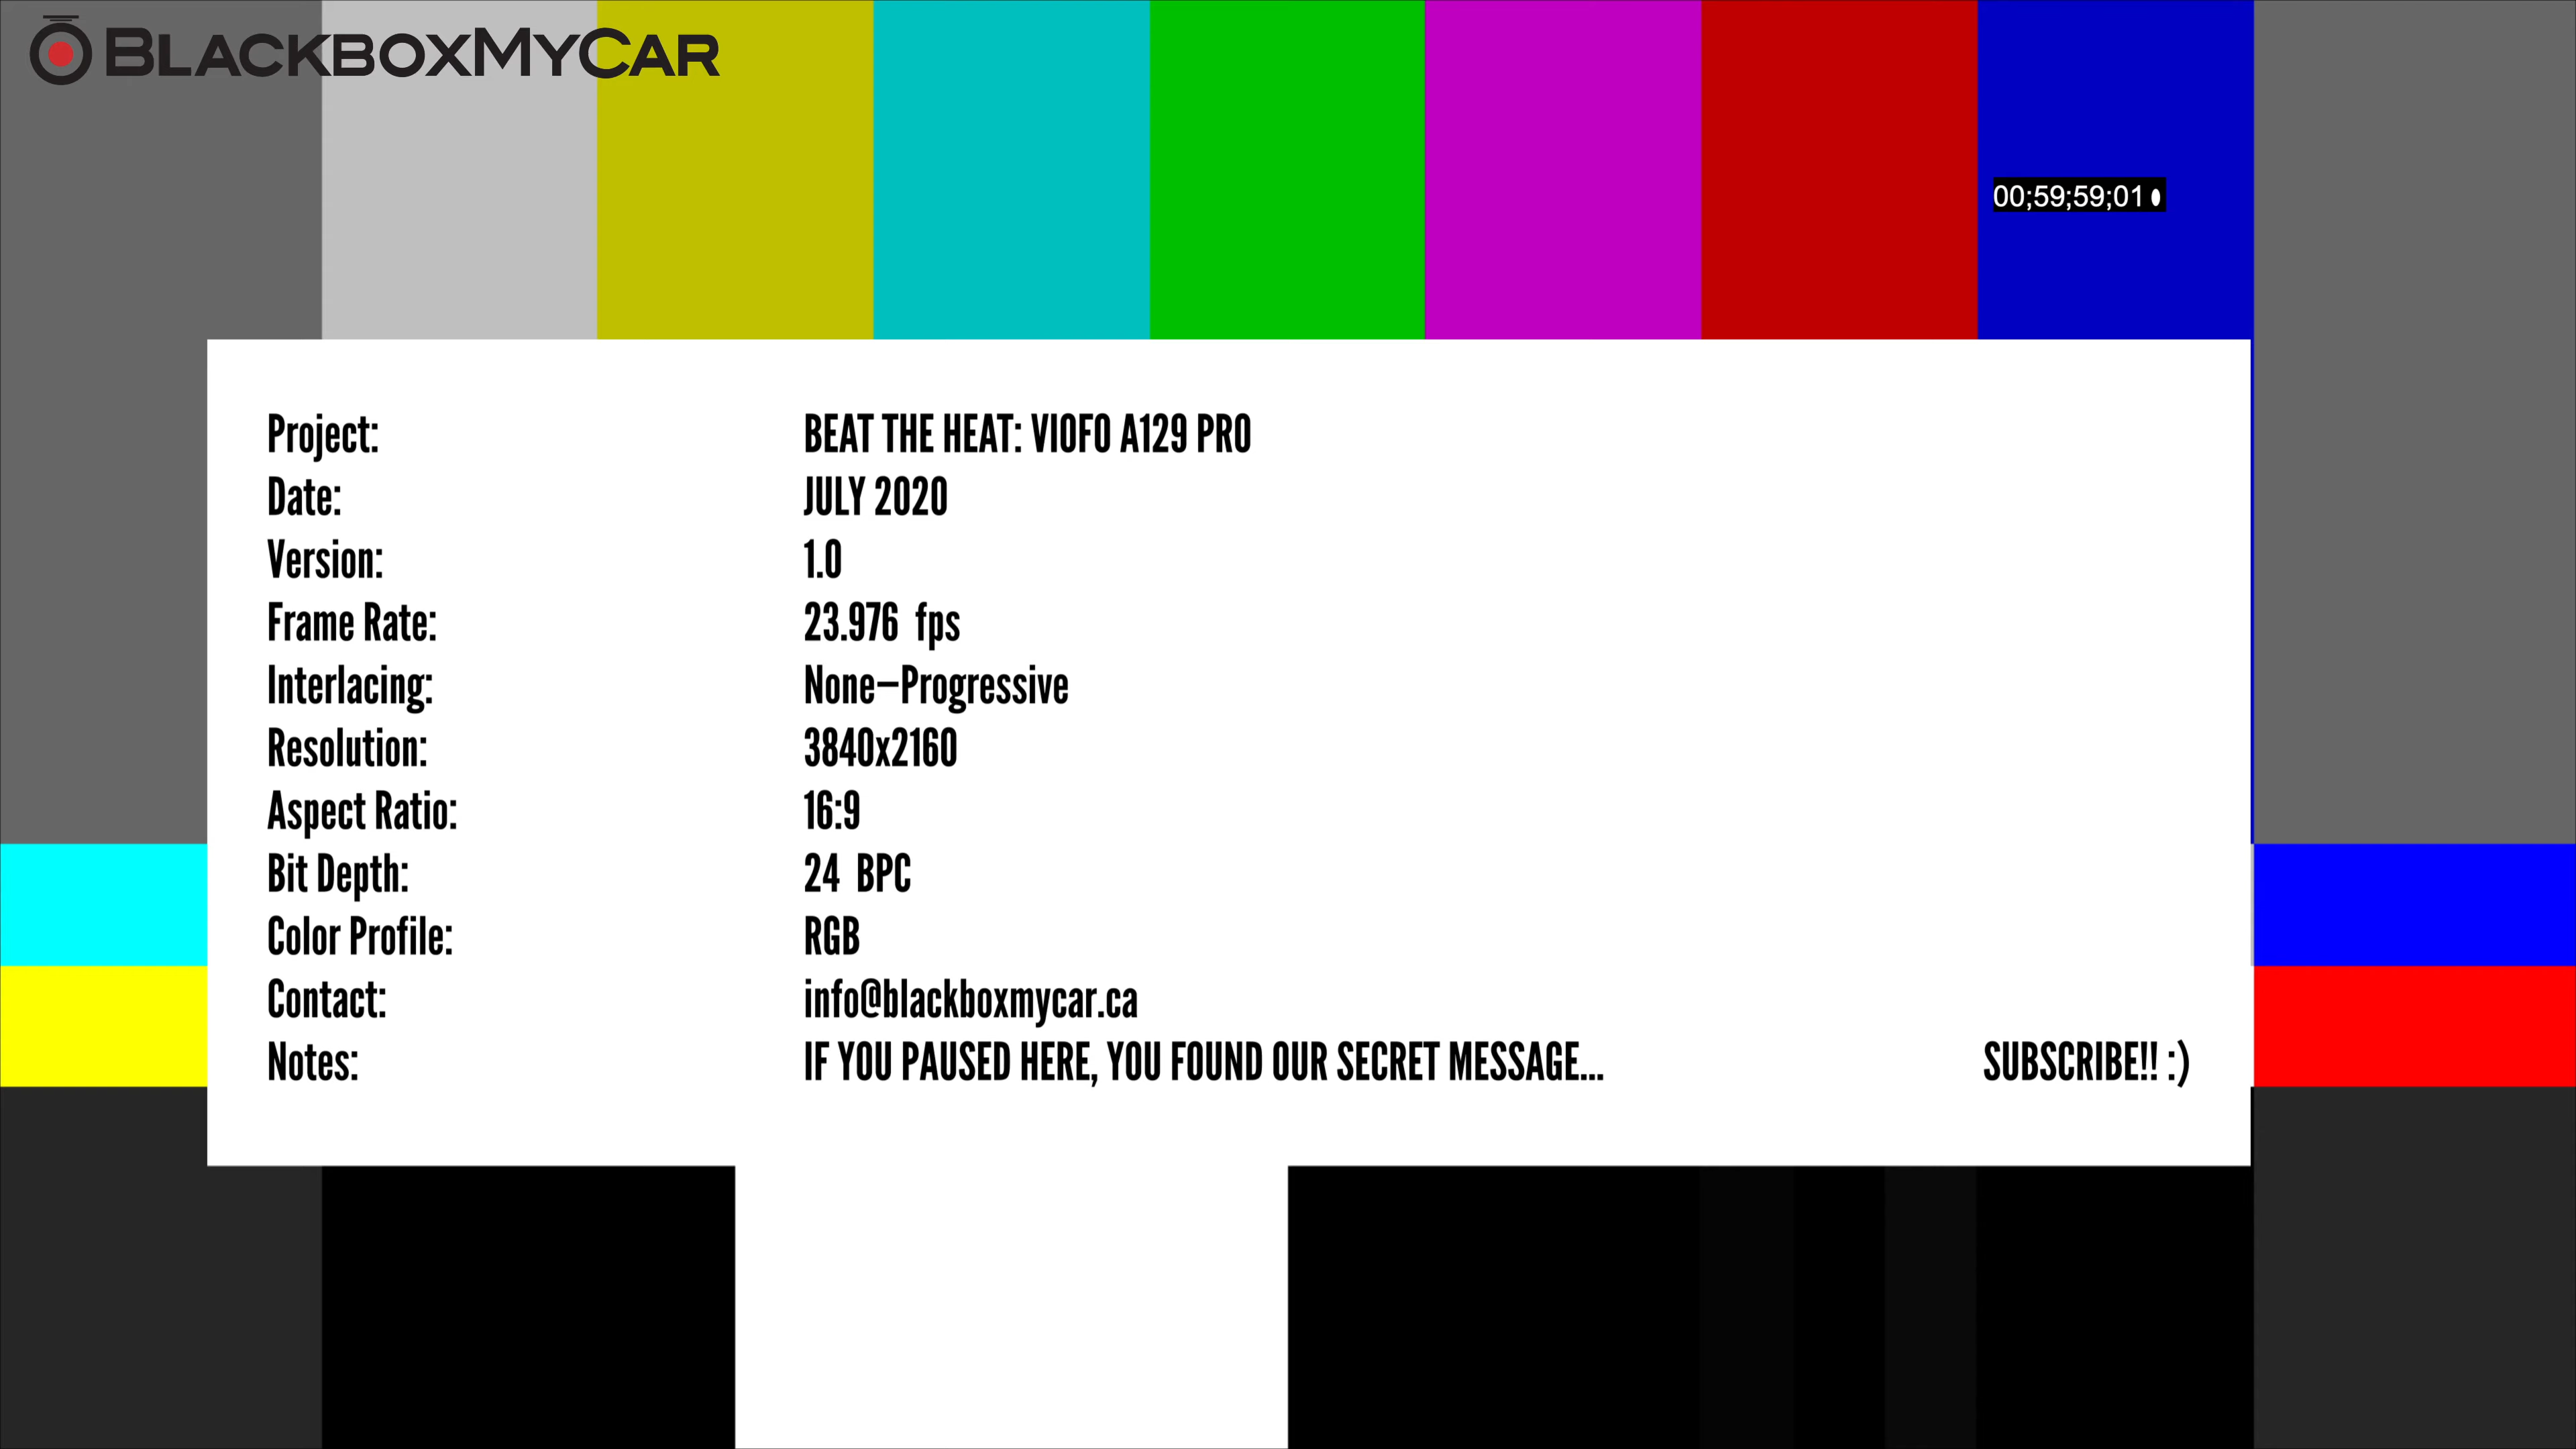 BLACKBOXMYCAR
00;59;59;01
Project: BEAT THE HEAT: VIOFO A129 PRO
Date: JULY 2020
Version: 1.0
Frame Rate: 23.976 fps
Interlacing: None—Progressive
Resolution: 3840x2160
Aspect Ratio: 16:9
Bit Depth: 24 BPC
Color Profile: RGB
Contact: info@blackboxmycar.ca
Notes: IF YOU PAUSED HERE, YOU FOUND OUR SECRET MESSAGE... SUBSCRIBE!! :)